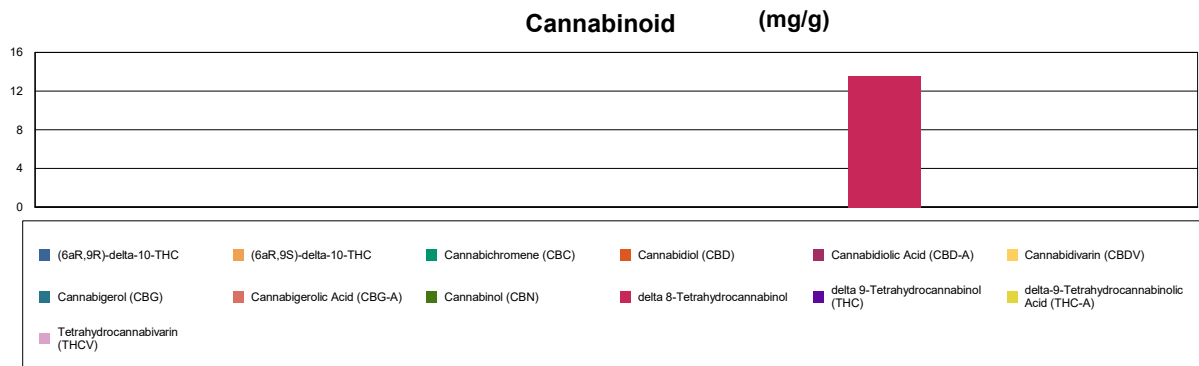 Cannabinoid (mg/g)
16
12
8
4
0
(6aR,9R)-delta-10-THC (6aR,9S)-delta-10-THC Cannabichromene (CBC) Cannabidiol (CBD) Cannabidiolic Acid (CBD-A) Cannabidivarin (CBDV)
Cannabigerol (CBG) Cannabigerolic Acid (CBG-A) Cannabinol (CBN) delta 8-Tetrahydrocannabinol delta 9-Tetrahydrocannabinol
(THC) delta-9-Tetrahydrocannabinolic
Acid (THC-A)
Tetrahydrocannabivarin
(THCV)